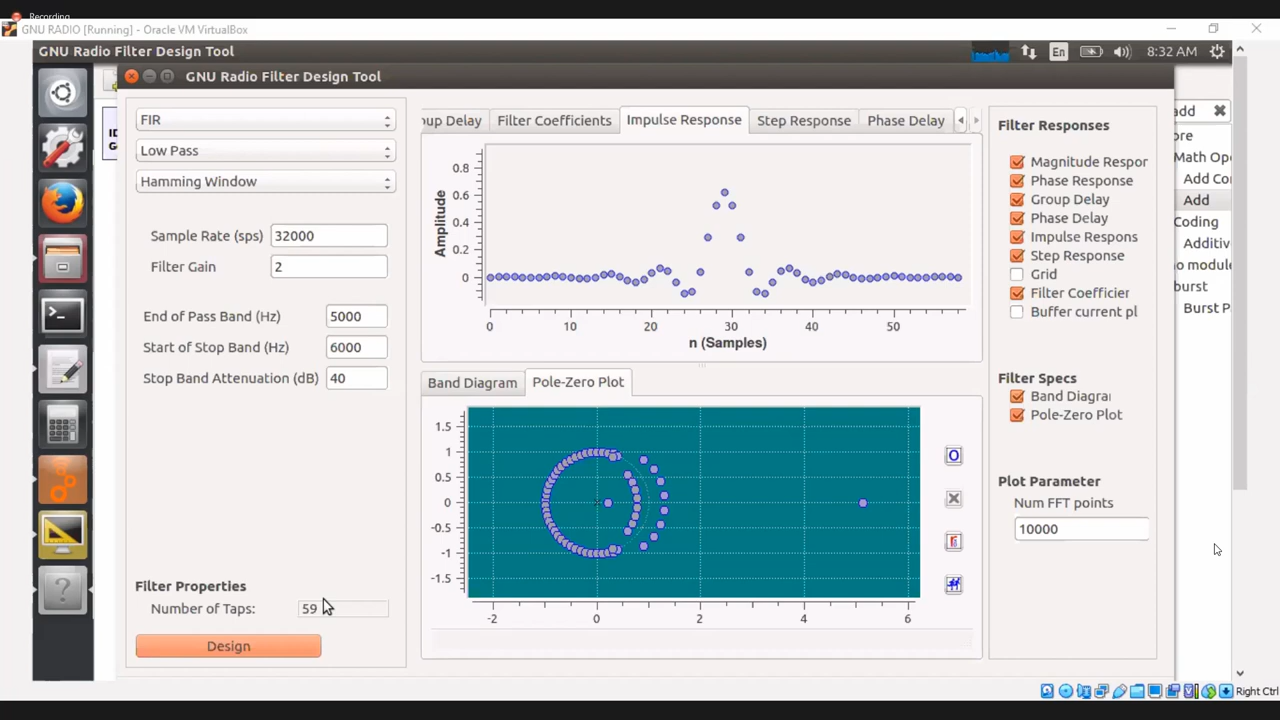 Recording
GNU RADIO [Running] - Oracle VM VirtualBox
GNU Radio Filter Design Tool
En
8:32 AM
GNU Radio Filter Design Tool
FIR
Low Pass
Hamming Window
Sample Rate (sps)
32000
Filter Gain
2
End of Pass Band (Hz)
5000
Start of Stop Band (Hz)
6000
Stop Band Attenuation (dB)
40
Filter Properties
Number of Taps:
59
Design
oup Delay
Filter Coefficients
Impulse Response
Step Response
Phase Delay
Amplitude
0.8
0.6
0.4
0.2
0
0
10
20
30
40
50
n (Samples)
Band Diagram
Pole-Zero Plot
1.5
1
0.5
0
-0.5
-1
-1.5
-2
0
2
4
6
Filter Responses
Magnitude Respor
Phase Response
Group Delay
Phase Delay
Impulse Respons
Step Response
Grid
Filter Coefficier
Buffer current pl
Filter Specs
Band Diagra
Pole-Zero Plot
Plot Parameter
Num FFT points
10000
ID
add
ore
Math Op
Add Co
Add
Coding
Additiv
o modul
burst
Burst P
Right Ctrl